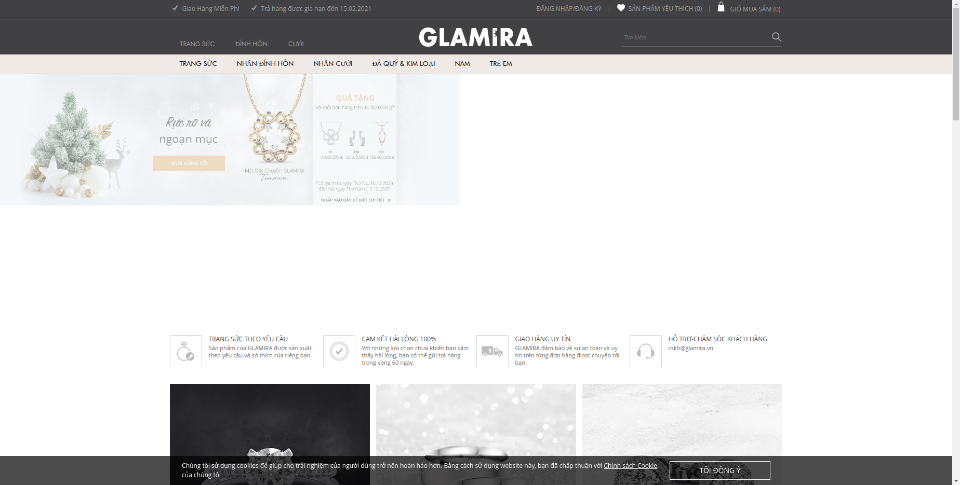 Giao Hàng Miễn Phí
Trả hàng được gia hạn đến 15.02.2021
ĐĂNG NHẬP/ĐĂNG KÝ
SẢN PHẨM YÊU THÍCH (0)
GIỎ MUA SẮM (0)
TRANG SỨC
ĐÍNH HÔN
CƯỚI
GLAMIRA
Tìm kiếm
TRANG SỨC
NHẪN ĐÍNH HÔN
NHẪN CƯỚI
ĐÁ QUÝ & KIM LOẠI
NAM
TRẺ EM
Rực rỡ và
ngoạn mục
MUA HÀNG TÔI
QUÀ TẶNG
Mặt Dây Chuyền GLAMIRA
TRANG SỨC THEO YÊU CẦU
Sản phẩm của GLAMIRA được sản xuất
theo yêu cầu và sở thích của riêng bạn.
CAM KẾT HÀI LÒNG 100%
Với những lựa chọn chưa khiến bạn cảm
thấy hài lòng, bạn có thể gửi trả hàng
trong vòng 60 ngày.
GIAO HÀNG UY TÍN
GLAMIRA đảm bảo về sự an toàn và uy
tín trên từng đơn hàng được chuyển tới
bạn.
HỖ TRỢ-CHĂM SÓC KHÁCH HÀNG
cskh@glamira.vn
Chúng tôi sử dụng cookies để giúp cho trải nghiệm của người dùng trở nên hoàn hảo hơn. Bằng cách sử dụng website này, bạn đã chấp thuận với Chính sách Cookie
của chúng tô
TÔI ĐỒNG Ý